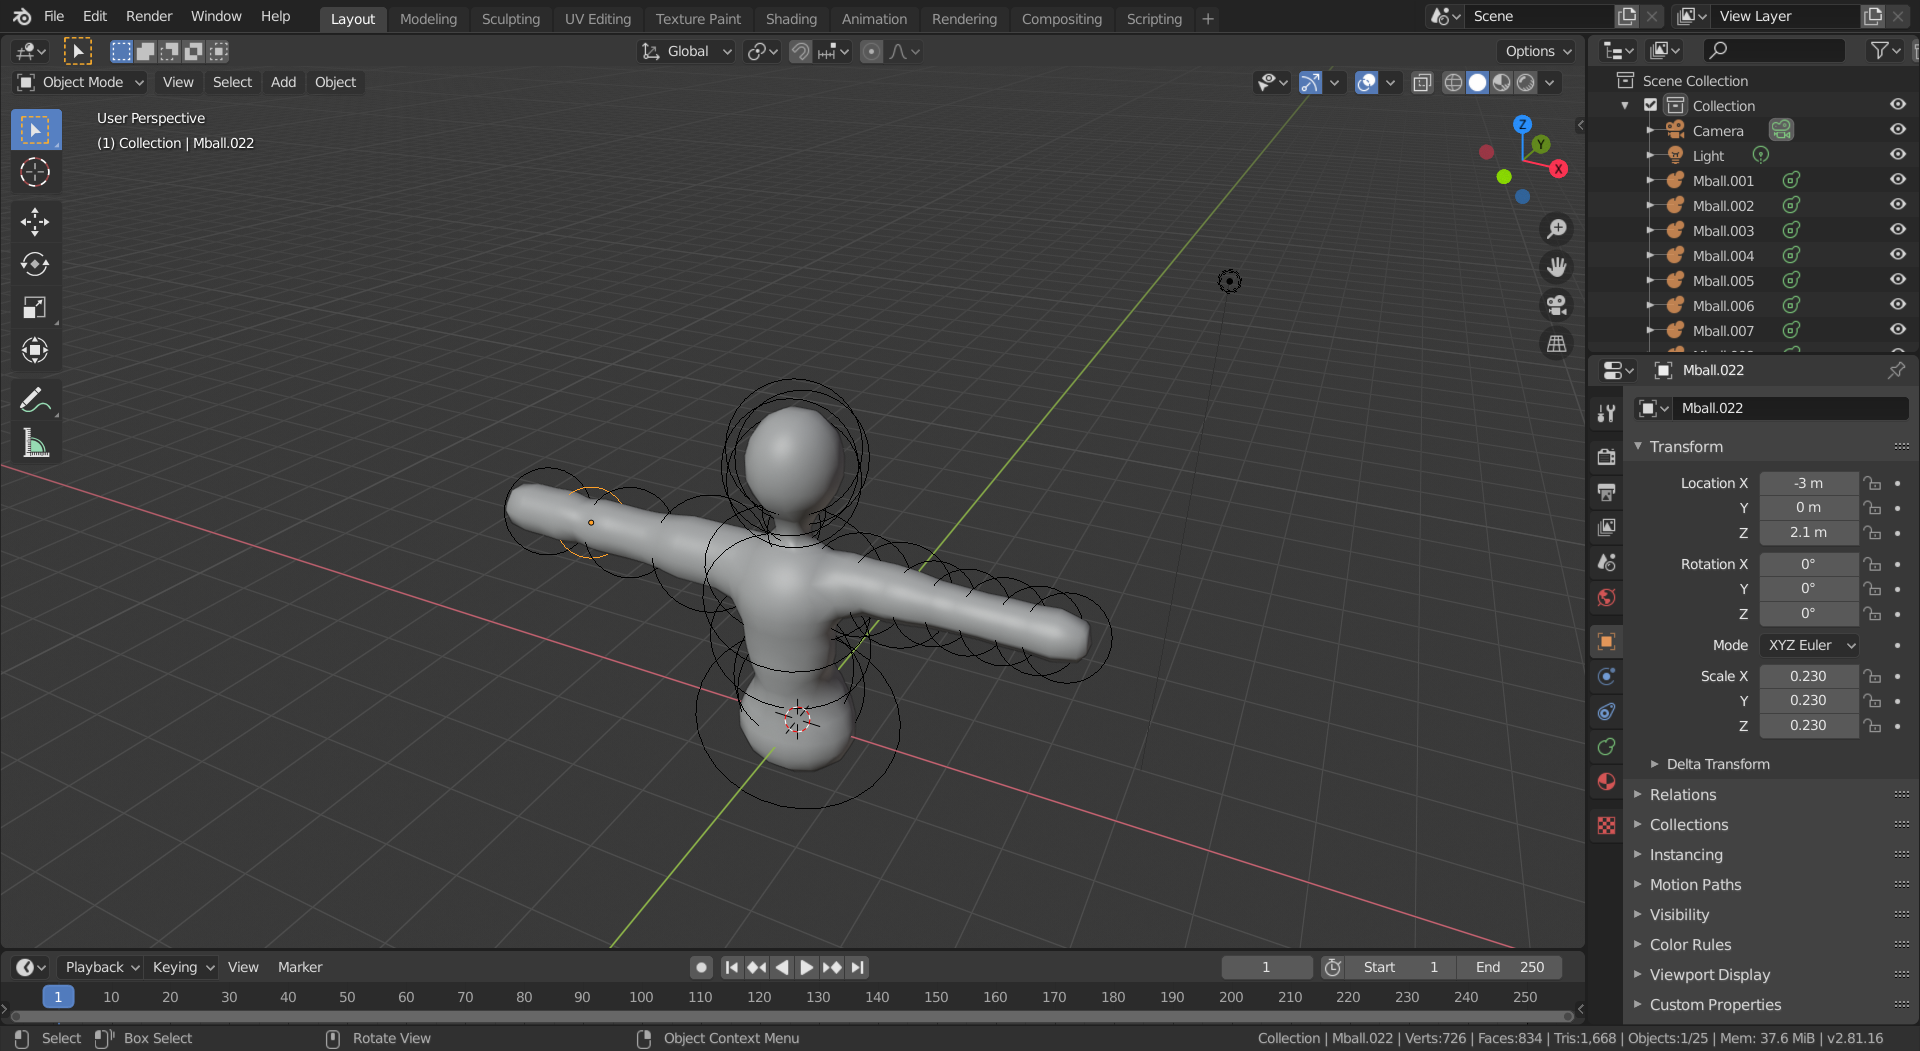 File Edit Render Window Help Layout Modeling Sculpting UV Editing Texture Paint Shading Animation Rendering Compositing Scripting + Scene View Layer
Global Options
Object Mode View Select Add Object
User Perspective
(1) Collection | Mball.022
Z
Y
X
Scene Collection
Collection
Camera
Light
Mball.001
Mball.002
Mball.003
Mball.004
Mball.005
Mball.006
Mball.007
Mball.022
Mball.022
Transform
Location X -3 m
Y 0 m
Z 2.1 m
Rotation X 0°
Y 0°
Z 0°
Mode XYZ Euler
Scale X 0.230
Y 0.230
Z 0.230
Delta Transform
Relations
Collections
Instancing
Motion Paths
Visibility
Color Rules
Viewport Display
Custom Properties
Playback Keying View Marker 1 Start 1 End 250
1 10 20 30 40 50 60 70 80 90 100 110 120 130 140 150 160 170 180 190 200 210 220 230 240 250
Select Box Select Rotate View Object Context Menu Collection | Mball.022 | Verts:726 | Faces:834 | Tris:1,668 | Objects:1/25 | Mem: 37.6 MiB | v2.81.16